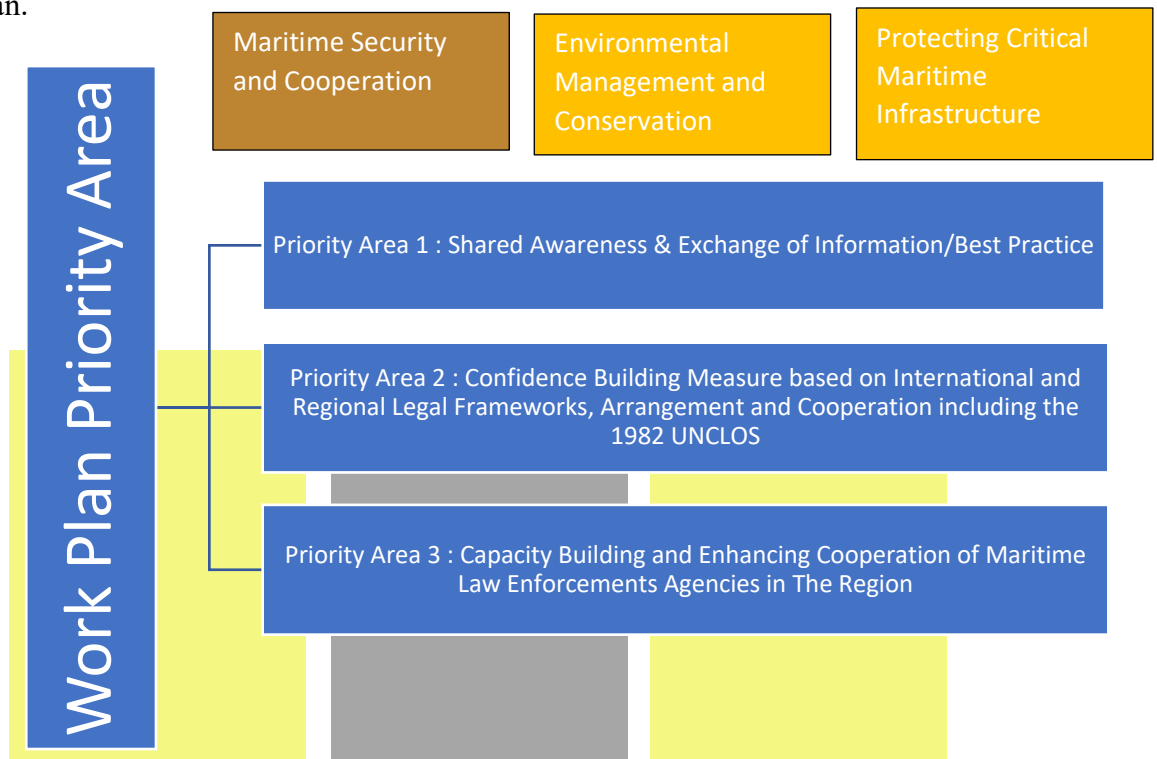 an.
Maritime Security
and Cooperation
Environmental
Management and
Conservation
Protecting Critical
Maritime
Infrastructure
Work Plan Priority Area
Priority Area 1 : Shared Awareness & Exchange of Information/Best Practice
Priority Area 2 : Confidence Building Measure based on International and
Regional Legal Frameworks, Arrangement and Cooperation including the
1982 UNCLOS
Priority Area 3 : Capacity Building and Enhancing Cooperation of Maritime
Law Enforcements Agencies in The Region